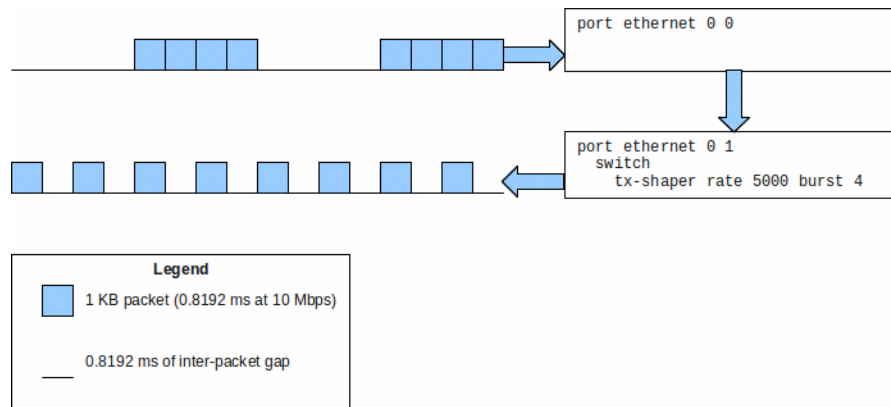 port ethernet 0 0
port ethernet 0 1
switch
tx-shaper rate 5000 burst 4
Legend
1 KB packet (0.8192 ms at 10 Mbps)
0.8192 ms of inter-packet gap